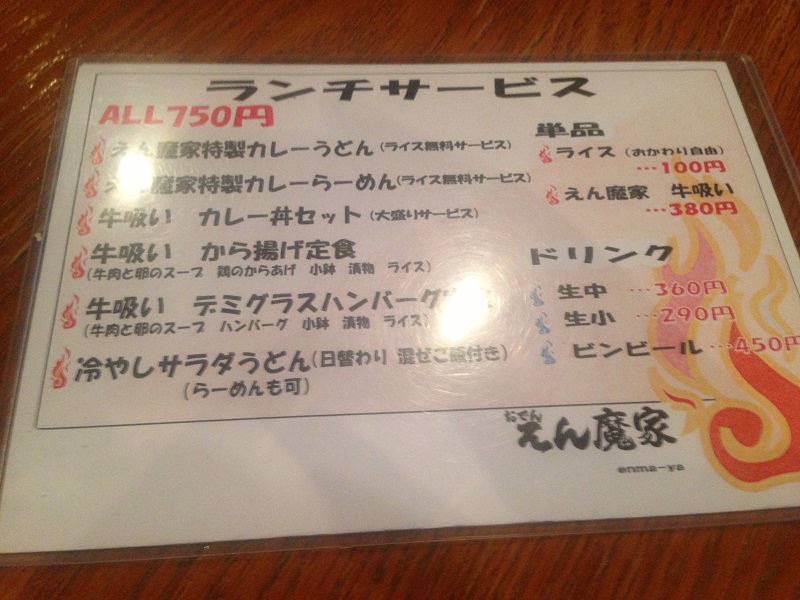 ランチサービス
ALL750円
えん魔家特製カレーうどん(ライス無料サービス)
えん魔家特製カレーらーめん(ライス無料サービス)
牛吸い カレー丼セット(大盛りサービス)
牛吸い から揚げ定食
(牛肉と卵のスープ 鶏のからあげ 小鉢 漬物 ライス)
牛吸い デミグラスハンバーグ
(牛肉と卵のスープ ハンバーグ 小鉢 漬物 ライス)
冷やしサラダうどん(日替わり 混ぜご飯付き)
(らーめんも可)
単品
ライス(おかわり自由)
…100円
えん魔家 牛吸い
…380円
ドリンク
生中 …360円
生小 …290円
ビンビール …450円
おでん
えん魔家
enma-ya